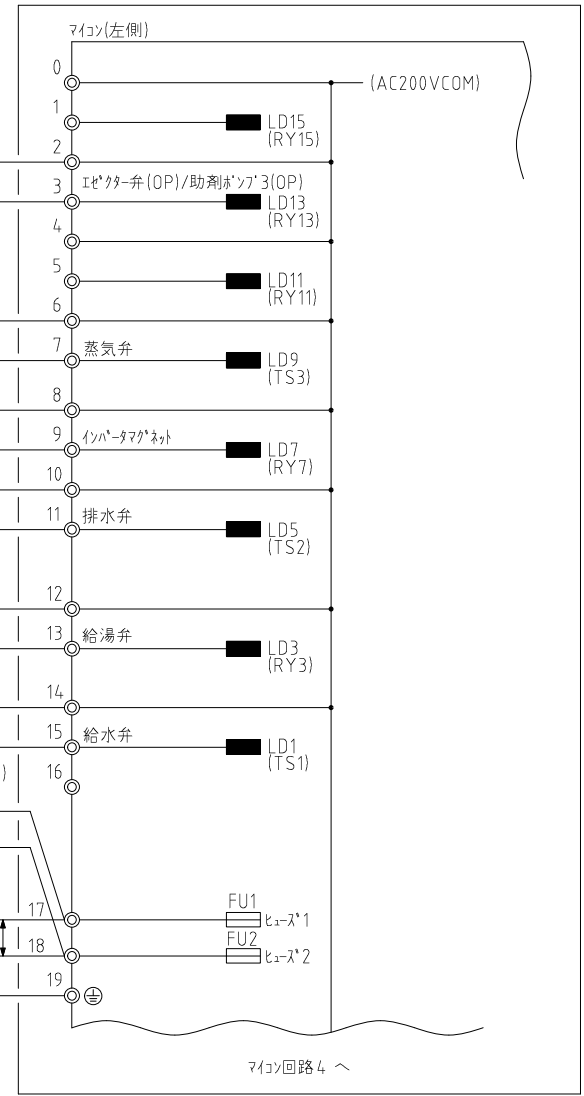 マイコン(左側)
0
(AC200VCOM)
1
LD15
(RY15)
2
3
エゼクター弁(OP)/助剤ポンプ3(OP)
LD13
(RY13)
4
5
LD11
(RY11)
6
7
蒸気弁
LD9
(TS3)
8
9
インバータマグネット
LD7
(RY7)
10
11
排水弁
LD5
(TS2)
12
13
給湯弁
LD3
(RY3)
14
15
給水弁
LD1
(TS1)
)
16
FU1
17
ヒューズ1
FU2
18
ヒューズ2
19
マイコン回路4 へ